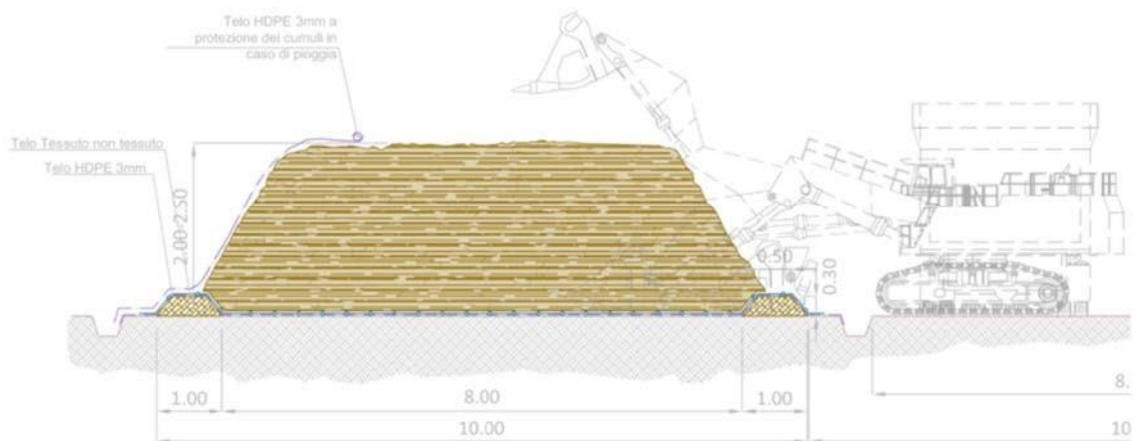 Telo HDPE 3mm a
protezione dei cumuli in
caso di pioggia
Telo Tessuto non tessuto
Telo HDPE 3mm
2.00÷2.50
0.50
0.30
1.00
8.00
1.00
8.
10.00
10